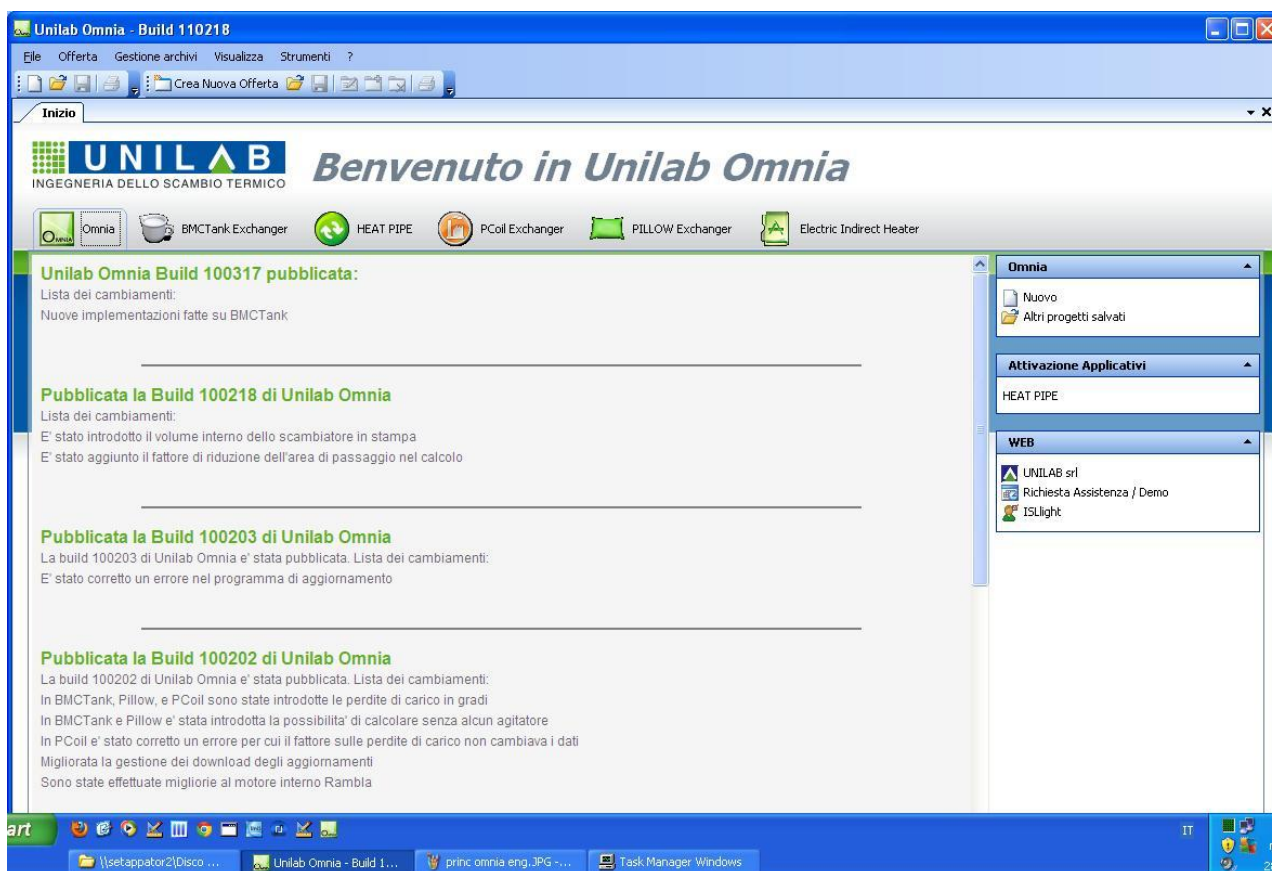 Unilab Omnia - Build 110218
File Offerta Gestione archivi Visualizza Strumenti ?
Crea Nuova Offerta
Inizio
UNILAB
INGEGNERIA DELLO SCAMBIO TERMICO
Benvenuto in Unilab Omnia
OMNIA
Omnia BMCTank Exchanger HEAT PIPE PCoil Exchanger PILLOW Exchanger Electric Indirect Heater
Unilab Omnia Build 100317 pubblicata:
Lista dei cambiamenti:
Nuove implementazioni fatte su BMCTank
Pubblicata la Build 100218 di Unilab Omnia
Lista dei cambiamenti:
E' stato introdotto il volume interno dello scambiatore in stampa
E' stato aggiunto il fattore di riduzione dell'area di passaggio nel calcolo
Pubblicata la Build 100203 di Unilab Omnia
La build 100203 di Unilab Omnia e' stata pubblicata. Lista dei cambiamenti:
E' stato corretto un errore nel programma di aggiornamento
Pubblicata la Build 100202 di Unilab Omnia
La build 100202 di Unilab Omnia e' stata pubblicata. Lista dei cambiamenti:
In BMCTank, Pillow, e PCoil sono state introdotte le perdite di carico in gradi
In BMCTank e Pillow e' stata introdotta la possibilita' di calcolare senza alcun agitatore
In PCoil e' stato corretto un errore per cui il fattore sulle perdite di carico non cambiava i dati
Migliorata la gestione dei download degli aggiornamenti
Sono state effettuate migliorie al motore interno Rambla
Omnia
Nuovo
Altri progetti salvati
Attivazione Applicativi
HEAT PIPE
WEB
UNILAB srl
Richiesta Assistenza / Demo
ISLlight
art
IT
\\setappator2\Disco ...
Unilab Omnia - Build 1...
princ omnia eng.JPG -...
Task Manager Windows